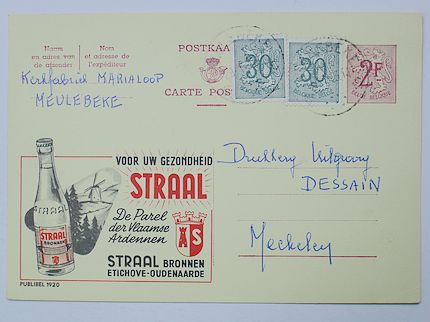 Naam
en adres van
de afzender
Nom
et adresse de
l'expéditeur
POSTKAA
CARTE POS
30
30
2F
BELGIE-BELGIQUE
Kerkfabriek MARIALOOP
MEULEBEKE
VOOR UW GEZONDHEID
STRAAL
De Parel
der Vlaamse
Ardennen
STRAAL BRONNEN
ETICHOVE-OUDENAARDE
STRAAL
STRAAL
BRONNEN
S
PUBLIBEL 1920
Drukkerij Uitgeverij
DESSAIN